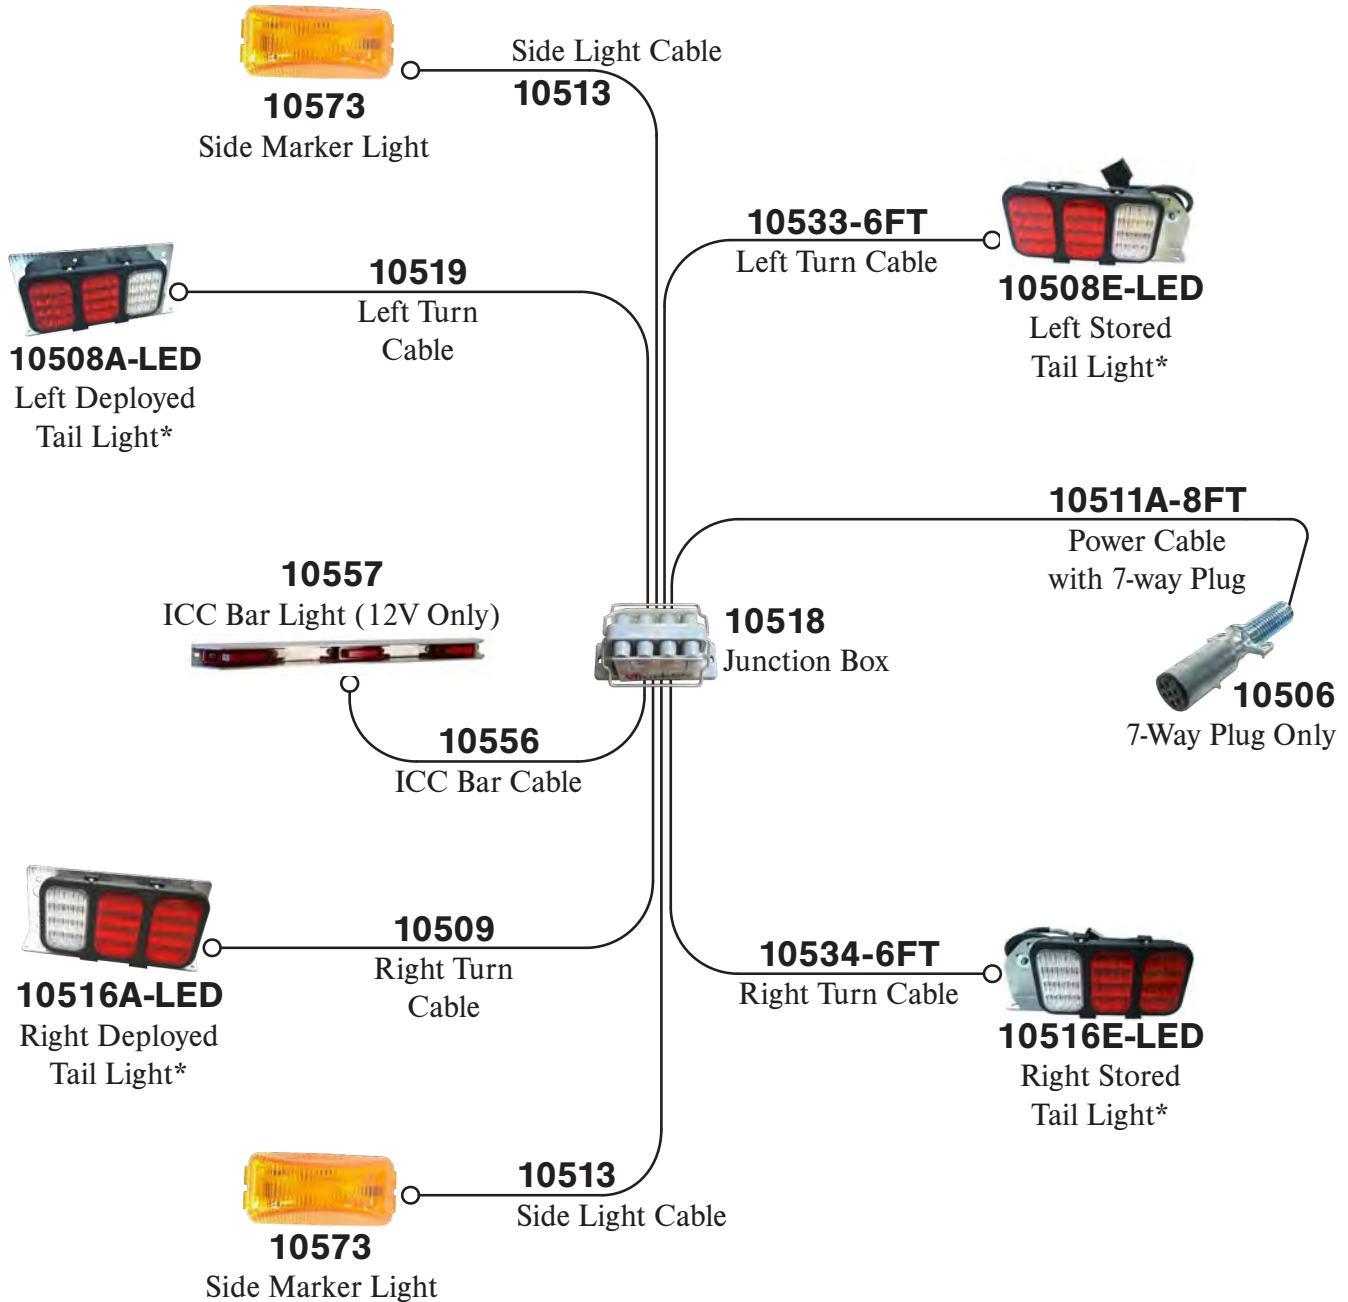 Side Light Cable
10513
10573
Side Marker Light
10533-6FT
Left Turn Cable
10508E-LED
Left Stored
Tail Light*
10519
Left Turn
Cable
10508A-LED
Left Deployed
Tail Light*
10511A-8FT
Power Cable
with 7-way Plug
10557
ICC Bar Light (12V Only)
10518
Junction Box
10506
7-Way Plug Only
10556
ICC Bar Cable
10509
Right Turn
Cable
10516A-LED
Right Deployed
Tail Light*
10534-6FT
Right Turn Cable
10516E-LED
Right Stored
Tail Light*
10513
Side Light Cable
10573
Side Marker Light